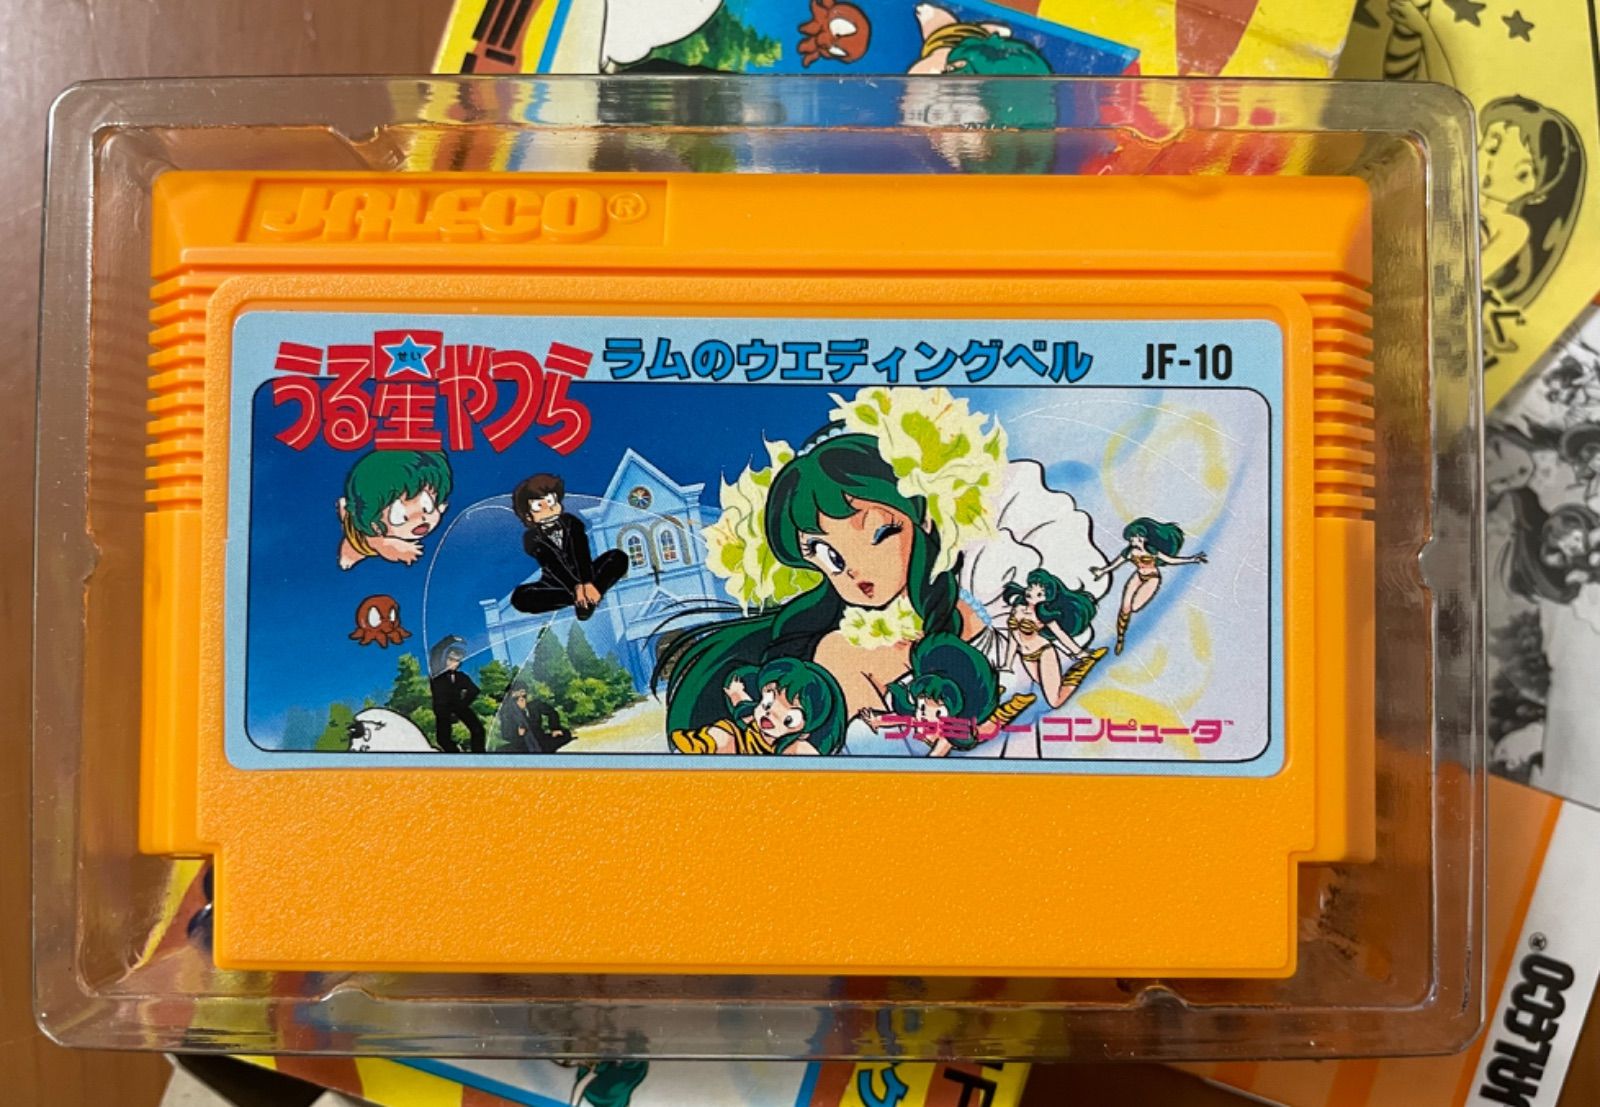 JALECO®
うる星やつら
せい
ラムのウエディングベル
JF-10
ファミリー コンピュータ™
JALECO®